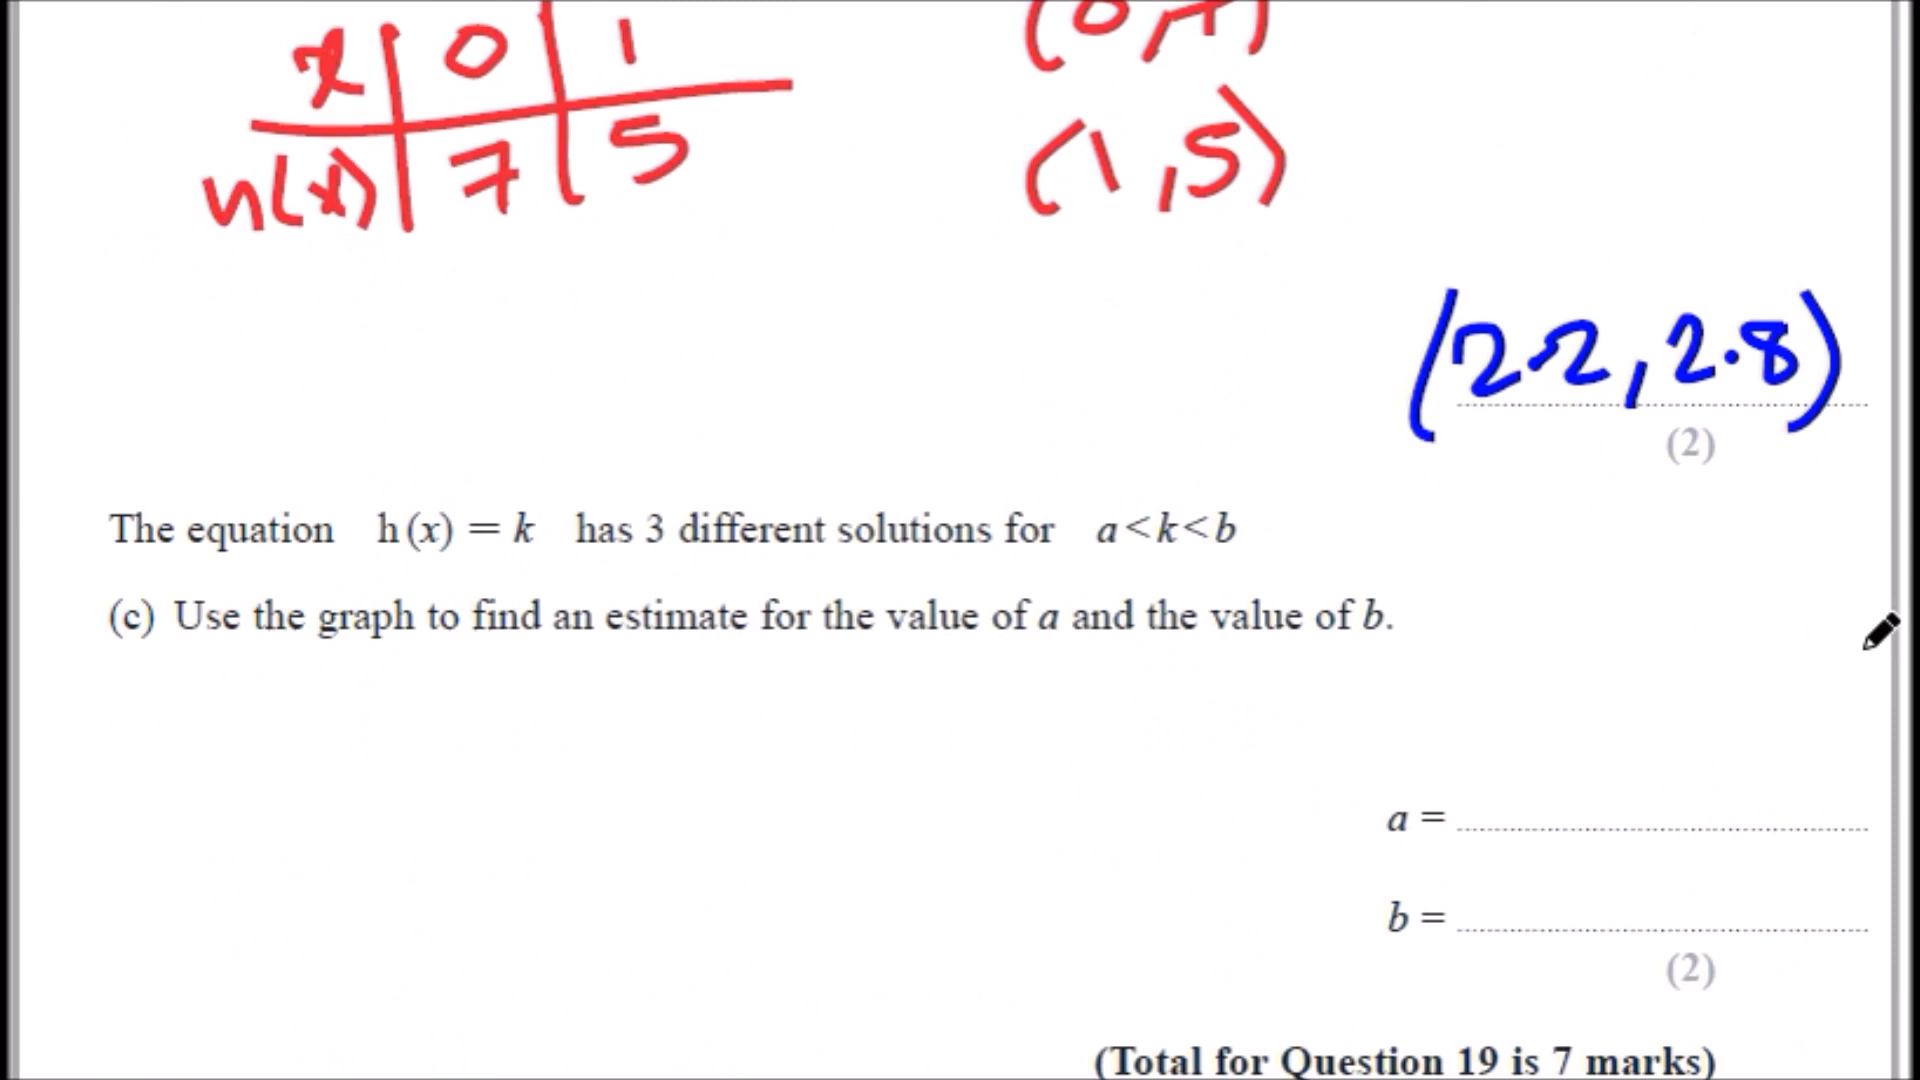 x 0 1
(0,7)
h(x) 7 5
(1,5)
(2.2, 2.8)
(2)
The equation h(x) = k has 3 different solutions for a<k<b
(c) Use the graph to find an estimate for the value of a and the value of b.
a =
b =
(2)
(Total for Question 19 is 7 marks)